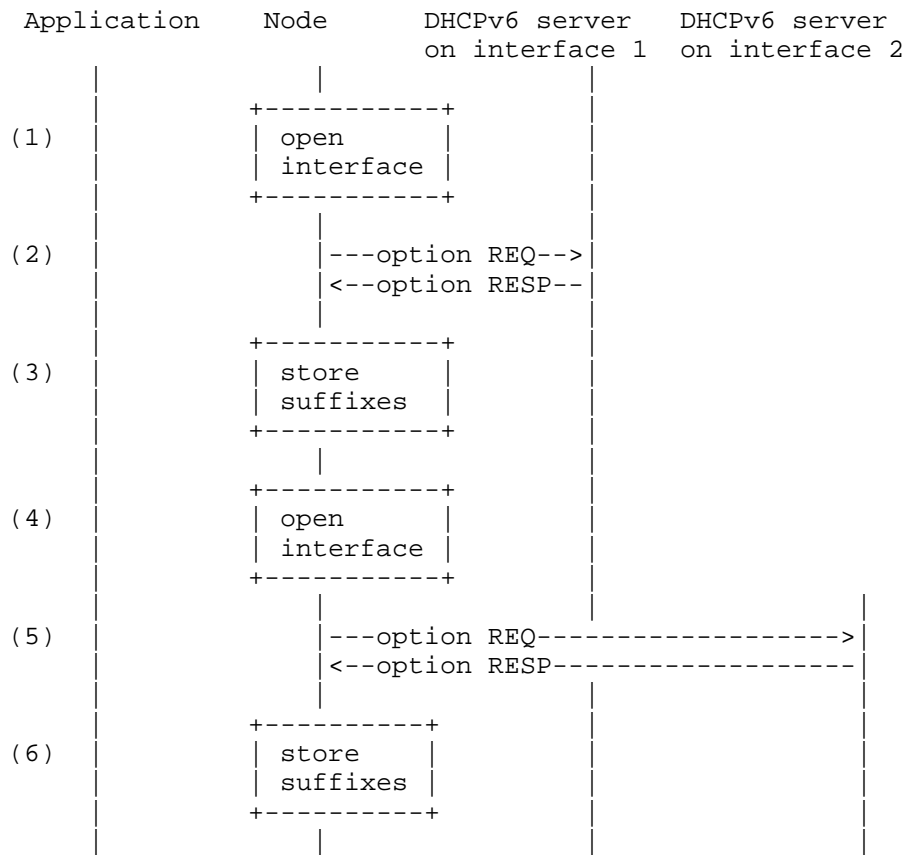 Application Node DHCPv6 server DHCPv6 server
on interface 1 on interface 2
(1) open
interface
(2) ---option REQ-->
<--option RESP--
(3) store
suffixes
(4) open
interface
(5) ---option REQ------------------->
<--option RESP-------------------
(6) store
suffixes